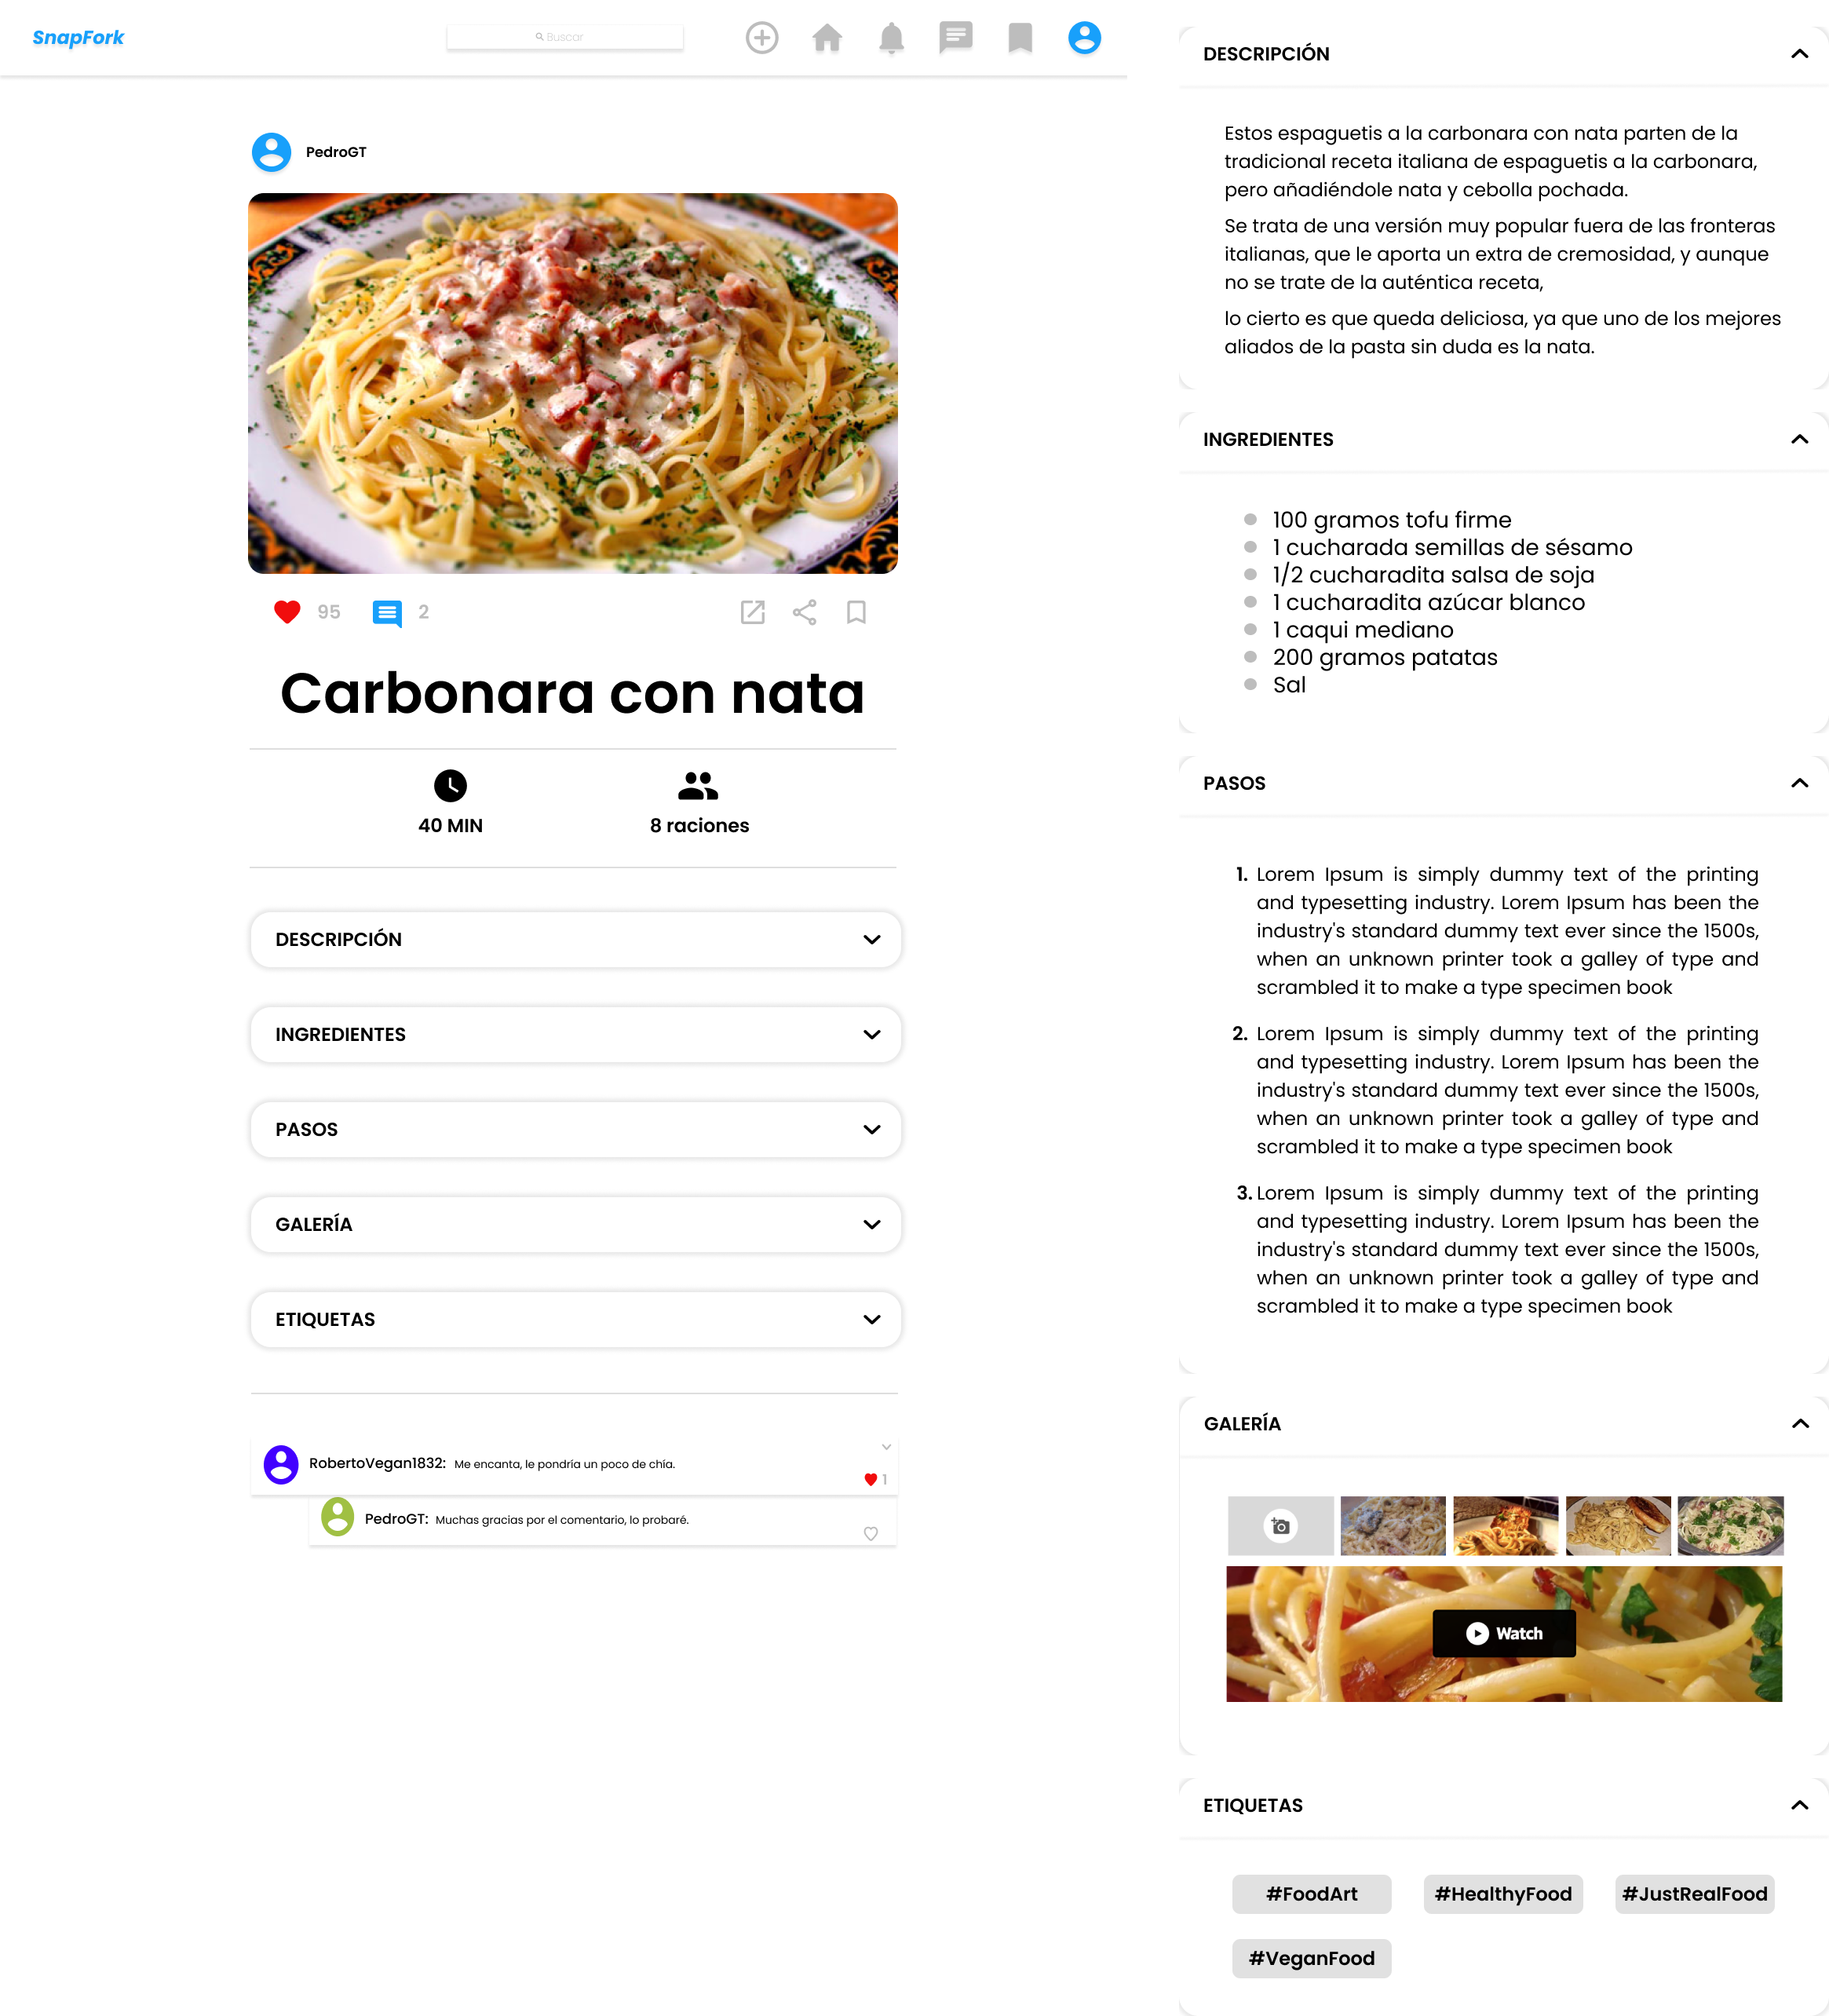 SnapFork
Buscar
PedroGT
95
2
Carbonara con nata
40 MIN
8 raciones
DESCRIPCIÓN
INGREDIENTES
PASOS
GALERÍA
ETIQUETAS
RobertoVegan1832: Me encanta, le pondría un poco de chía.
1
PedroGT: Muchas gracias por el comentario, lo probaré.
DESCRIPCIÓN
Estos espaguetis a la carbonara con nata parten de la
tradicional receta italiana de espaguetis a la carbonara,
pero añadiéndole nata y cebolla pochada.
Se trata de una versión muy popular fuera de las fronteras
italianas, que le aporta un extra de cremosidad, y aunque
no se trate de la auténtica receta,
lo cierto es que queda deliciosa, ya que uno de los mejores
aliados de la pasta sin duda es la nata.
INGREDIENTES
100 gramos tofu firme
1 cucharada semillas de sésamo
1/2 cucharadita salsa de soja
1 cucharadita azúcar blanco
1 caqui mediano
200 gramos patatas
Sal
PASOS
1. Lorem Ipsum is simply dummy text of the printing
and typesetting industry. Lorem Ipsum has been the
industry's standard dummy text ever since the 1500s,
when an unknown printer took a galley of type and
scrambled it to make a type specimen book
2. Lorem Ipsum is simply dummy text of the printing
and typesetting industry. Lorem Ipsum has been the
industry's standard dummy text ever since the 1500s,
when an unknown printer took a galley of type and
scrambled it to make a type specimen book
3. Lorem Ipsum is simply dummy text of the printing
and typesetting industry. Lorem Ipsum has been the
industry's standard dummy text ever since the 1500s,
when an unknown printer took a galley of type and
scrambled it to make a type specimen book
GALERÍA
Watch
ETIQUETAS
#FoodArt #HealthyFood #JustRealFood
#VeganFood